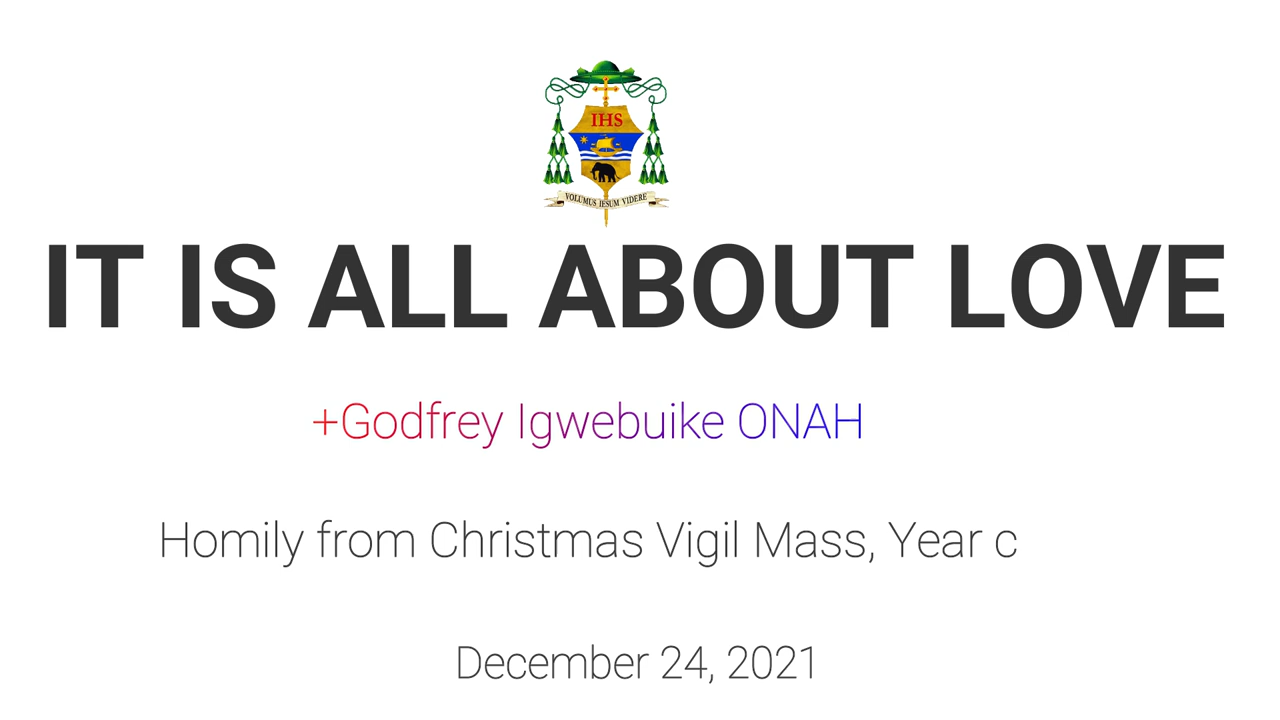 IHS
VOLUMUS IESUM VIDERE
IT IS ALL ABOUT LOVE
+Godfrey Igwebuike ONAH
Homily from Christmas Vigil Mass, Year c
December 24, 2021